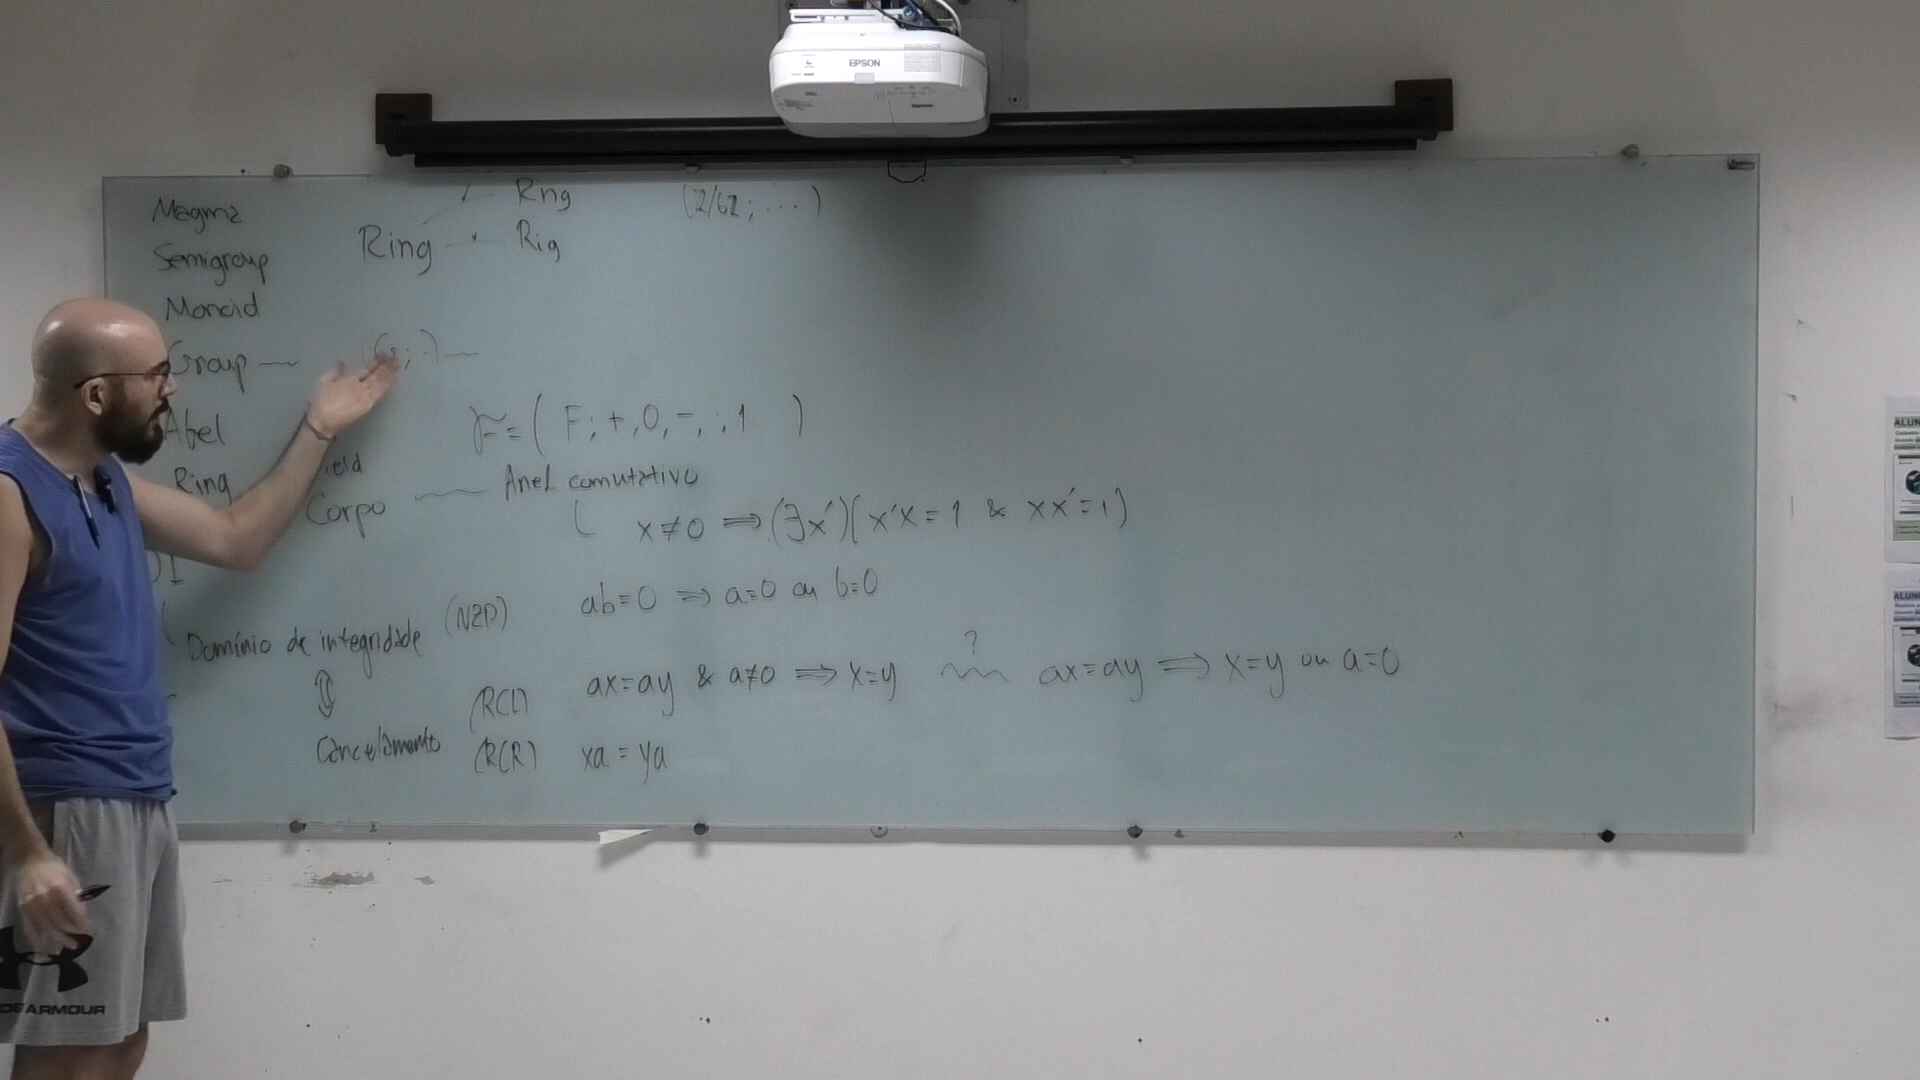 EPSON
Magma
Semigroup
Monoid
Group
Abel
Ring
Ring
Rng
Rig
(Z/6Z; ...)
(G; ·)
F = ( F; +, 0, -, ·, 1 )
Corpo
Anel comutativo
x ≠ 0 ⟹ (∃x')(x'x = 1 & xx' = 1)
(NZD) ab=0 ⟹ a=0 ou b=0
Domínio de integridade
⇕
Cancelamento
(RCL) ax=ay & a≠0 ⟹ x=y
?
ax=ay ⟹ x=y ou a=0
(RCR) xa = ya
ALUN
ALUN